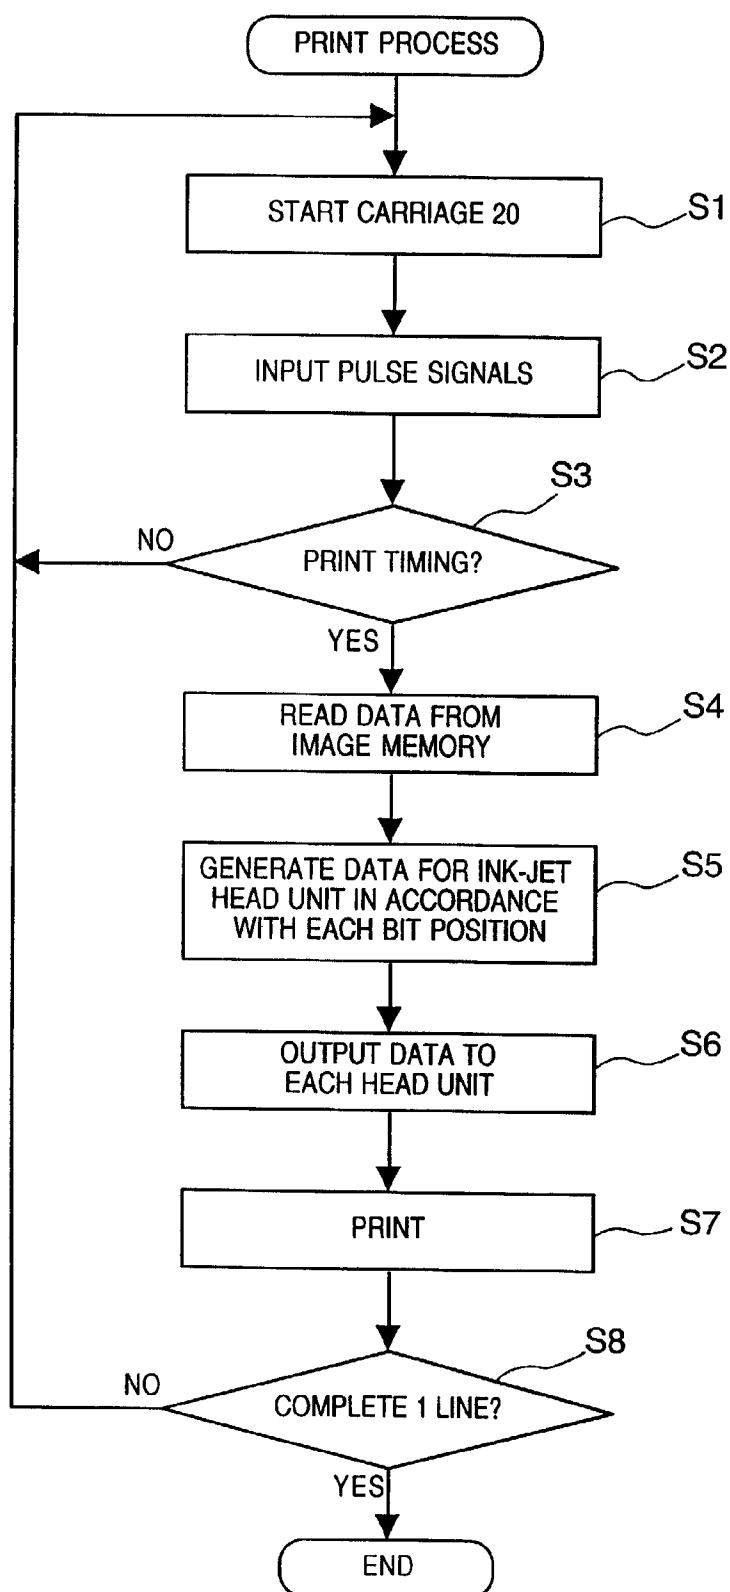 PRINT PROCESS
START CARRIAGE 20
S1
INPUT PULSE SIGNALS
S2
S3
NO
PRINT TIMING?
YES
READ DATA FROM
IMAGE MEMORY
S4
GENERATE DATA FOR INK-JET
HEAD UNIT IN ACCORDANCE
WITH EACH BIT POSITION
S5
OUTPUT DATA TO
EACH HEAD UNIT
S6
PRINT
S7
S8
NO
COMPLETE 1 LINE?
YES
END